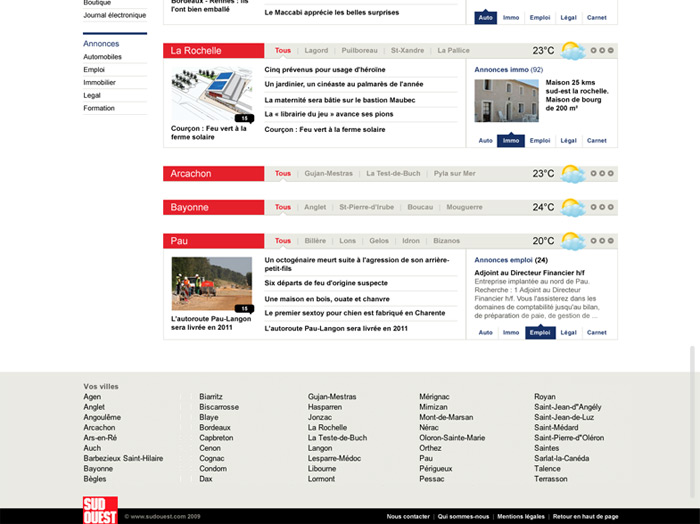 Boutique
Journal électronique
Annonces
Automobiles
Emploi
Immobilier
Legal
Formation
Bordeaux - Rennes : ils
l'ont bien emballé
Le Maccabi apprécie les belles surprises
Auto Immo Emploi Légal Carnet
La Rochelle
Tous Lagord Puilboreau St-Xandre La Pallice
23°C
15
Courçon : Feu vert à la
ferme solaire
Cinq prévenus pour usage d'héroïne
Un jardinier, un cinéaste au palmarès de l'année
La maternité sera bâtie sur le bastion Maubec
La « librairie du jeu » avance ses pions
Courçon : Feu vert à la ferme solaire
Annonces immo (92)
Maison 25 kms
sud-est la rochelle.
Maison de bourg
de 200 m²
Auto Immo Emploi Légal Carnet
Arcachon
Tous Gujan-Mestras La Test-de-Buch Pyla sur Mer
23°C
Bayonne
Tous Anglet St-Pierre-d'Irube Boucau Mouguerre
24°C
Pau
Tous Billère Lons Gelos Idron Bizanos
20°C
15
L'autoroute Pau-Langon
sera livrée en 2011
Un octogénaire meurt suite à l'agression de son arrière-
petit-fils
Six départs de feu d'origine suspecte
Une maison en bois, ouate et chanvre
Le premier sextoy pour chien est fabriqué en Charente
L'autoroute Pau-Langon sera livrée en 2011
Annonces emploi (24)
Adjoint au Directeur Financier h/f
Entreprise implantée au nord de Pau.
Recherche : 1 Adjoint au Directeur
Financier h/f. Vous l'assisterez dans les
domaines de comptabilité jusqu'au bilan,
de préparation de paie, de gestion de ...
Auto Immo Emploi Légal Carnet
Vos villes
Agen Biarritz Gujan-Mestras Mérignac Royan
Anglet Biscarrosse Hasparren Mimizan Saint-Jean-d"Angély
Angoulême Blaye Jonzac Mont-de-Marsan Saint-Jean-de-Luz
Arcachon Bordeaux La Rochelle Nérac Saint-Médard
Ars-en-Ré Capbreton La Teste-de-Buch Oloron-Sainte-Marie Saint-Pierre-d"Oléron
Auch Cenon Langon Orthez Saintes
Barbezieux Saint-Hilaire Cognac Lesparre-Médoc Pau Sarlat-la-Canéda
Bayonne Condom Libourne Périgueux Talence
Bègles Dax Lormont Pessac Terrasson
SUD
OUEST
© www.sudouest.com 2009
Nous contacter | Qui sommes-nous | Mentions légales | Retour en haut de page